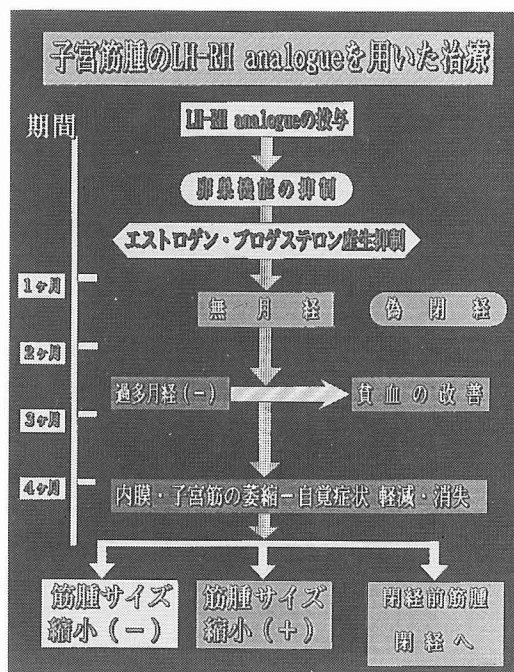 子宮筋腫のLH-RH analogueを用いた治療
期間
LH-RH analogueの投与
卵巣機能の抑制
エストロゲン・プロゲステロン産生抑制
1ヶ月
無月経
偽閉経
2ヶ月
過多月経(−)
貧血の改善
3ヶ月
4ヶ月
内膜・子宮筋の萎縮−自覚症状 軽減・消失
筋腫サイズ
縮小(−)
筋腫サイズ
縮小(+)
閉経前筋腫
閉経へ